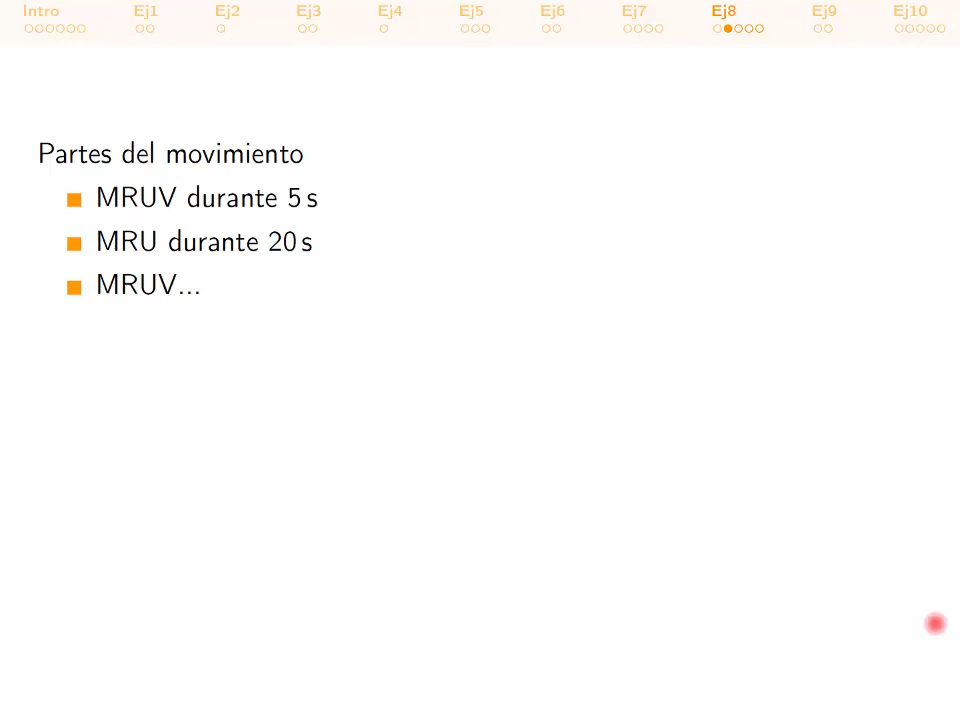 Intro Ej1 Ej2 Ej3 Ej4 Ej5 Ej6 Ej7 Ej8 Ej9 Ej10
Partes del movimiento
MRUV durante 5 s
MRU durante 20 s
MRUV...